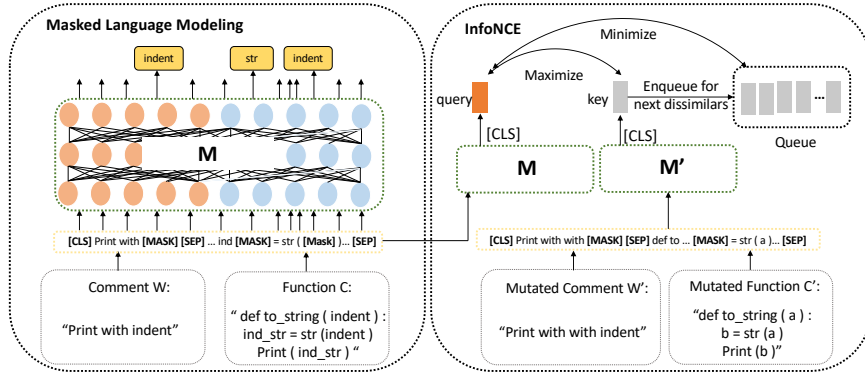 Masked Language Modeling
indent
str
indent
M
[CLS] Print with [MASK] [SEP] ... ind [MASK] = str ( [Mask] )... [SEP]
Comment W:
“Print with indent”
Function C:
“ def to_string ( indent ) :
ind_str = str (indent )
Print ( ind_str ) “
InfoNCE
Minimize
Maximize
query
key
Enqueue for
next dissimilars
...
Queue
[CLS]
[CLS]
M
M’
[CLS] Print with with [MASK] [SEP] def to ... [MASK] = str ( a )... [SEP]
Mutated Comment W’:
“Print with with indent”
Mutated Function C’:
“def to_string ( a ) :
b = str (a )
Print (b )”